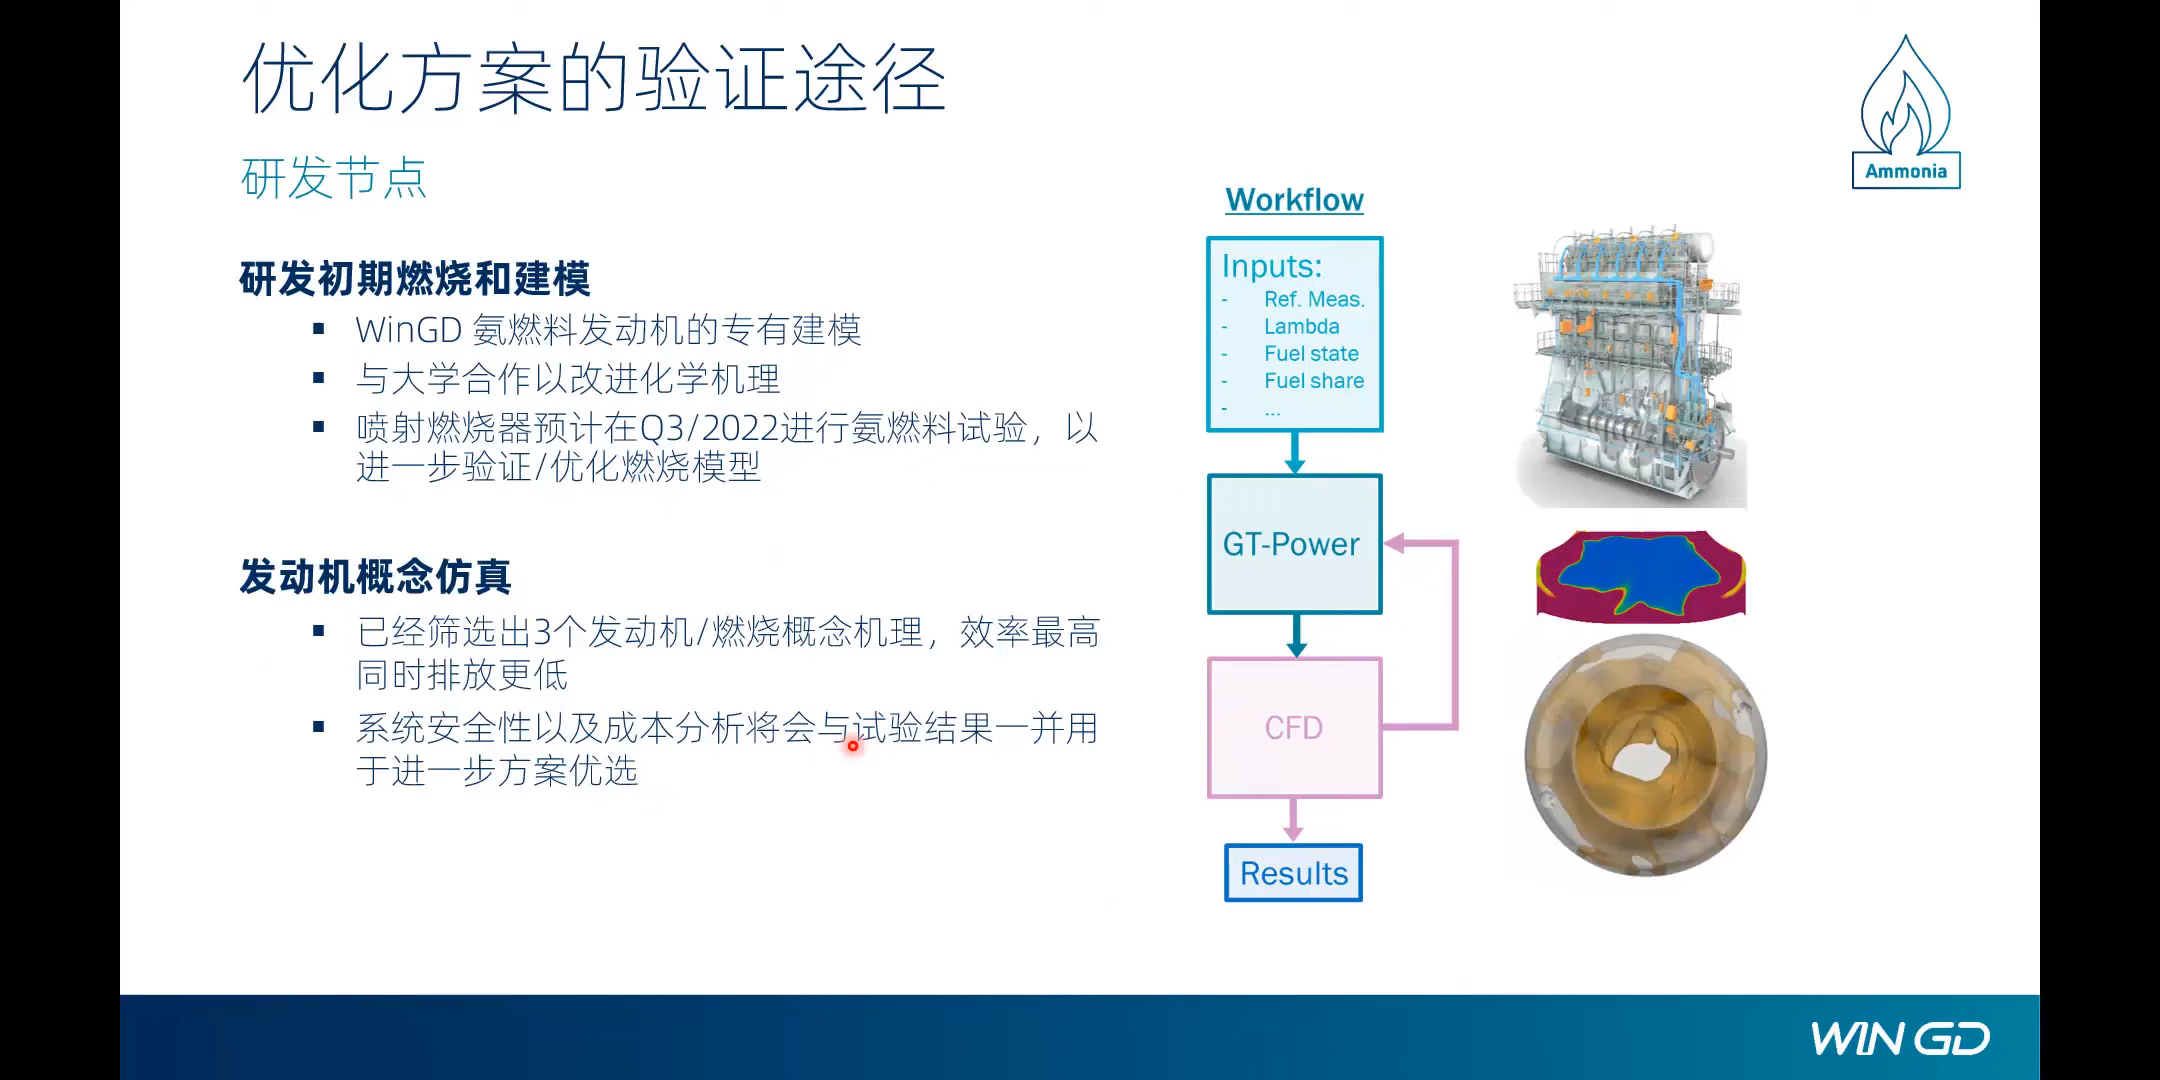 优化方案的验证途径
研发节点
研发初期燃烧和建模
▪ WinGD 氨燃料发动机的专有建模
▪ 与大学合作以改进化学机理
▪ 喷射燃烧器预计在Q3/2022进行氨燃料试验，以
进一步验证/优化燃烧模型
发动机概念仿真
▪ 已经筛选出3个发动机/燃烧概念机理，效率最高
同时排放更低
▪ 系统安全性以及成本分析将会与试验结果一并用
于进一步方案优选
Workflow
Inputs:
- Ref. Meas.
- Lambda
- Fuel state
- Fuel share
- ...
GT-Power
CFD
Results
Ammonia
WIN GD